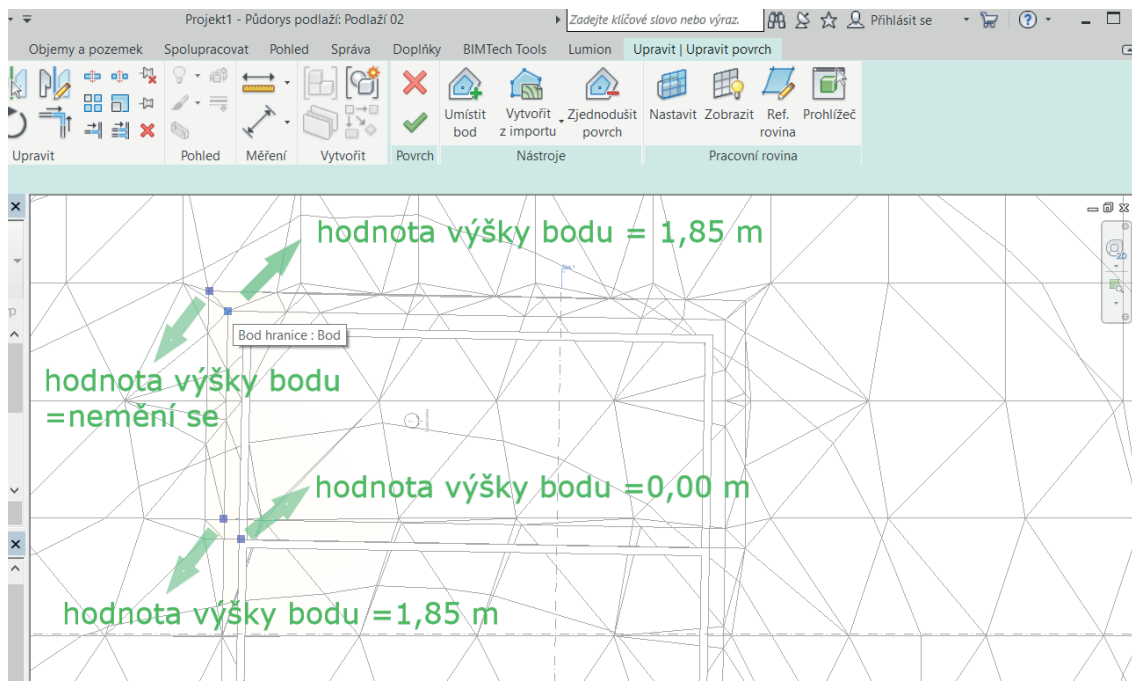 Projekt1 - Půdorys podlaží: Podlaží 02
Zadejte klíčové slovo nebo výraz.
Přihlásit se
Objemy a pozemek Spolupracovat Pohled Správa Doplňky BIMTech Tools Lumion Upravit | Upravit povrch
Umístit bod
Vytvořit z importu
Zjednodušit povrch
Nastavit
Zobrazit
Ref. rovina
Prohlížeč
Upravit Pohled Měření Vytvořit Povrch Nástroje Pracovní rovina
hodnota výšky bodu = 1,85 m
2D
Bod hranice : Bod
hodnota výšky bodu
=nemění se
hodnota výšky bodu =0,00 m
hodnota výšky bodu =1,85 m